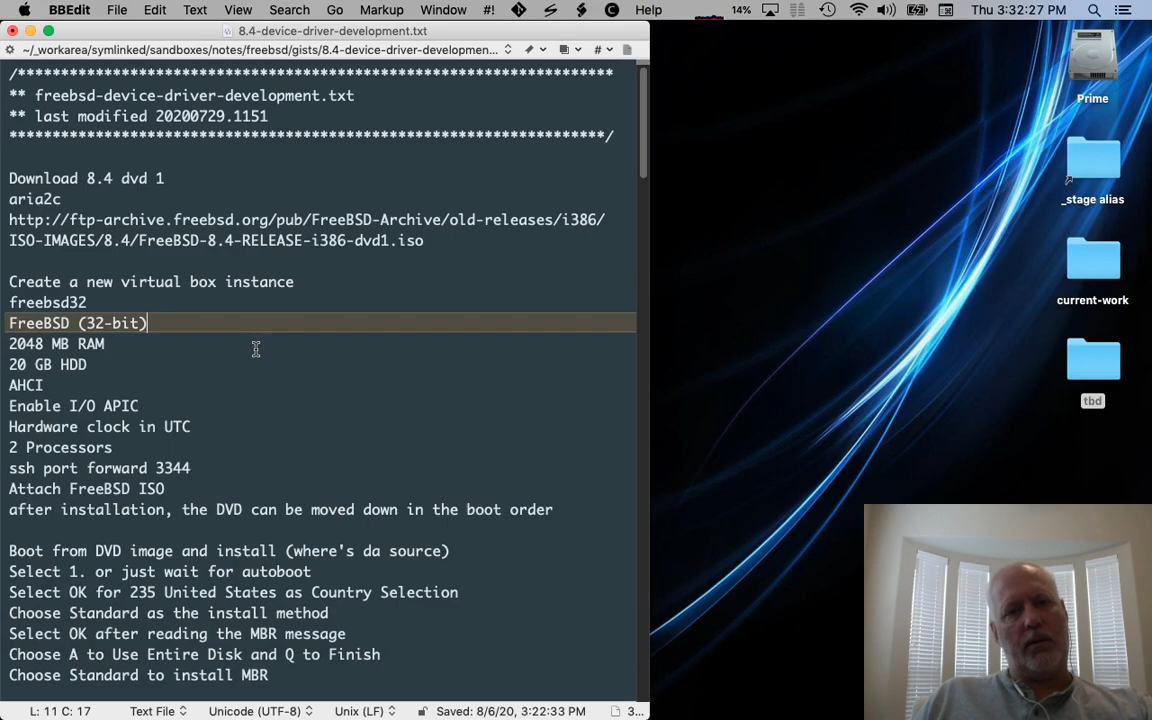 BBEdit File Edit Text View Search Go Markup Window #! Help 14% Thu 3:32:27 PM
8.4-device-driver-development.txt
~/_workarea/symlinked/sandboxes/notes/freebsd/gists/8.4-device-driver-developmen...
/*********************************************************************
** freebsd-device-driver-development.txt
** last modified 20200729.1151
*********************************************************************/
Download 8.4 dvd 1
aria2c
http://ftp-archive.freebsd.org/pub/FreeBSD-Archive/old-releases/i386/
ISO-IMAGES/8.4/FreeBSD-8.4-RELEASE-i386-dvd1.iso
Create a new virtual box instance
freebsd32
FreeBSD (32-bit)
2048 MB RAM
20 GB HDD
AHCI
Enable I/O APIC
Hardware clock in UTC
2 Processors
ssh port forward 3344
Attach FreeBSD ISO
after installation, the DVD can be moved down in the boot order
Boot from DVD image and install (where's da source)
Select 1. or just wait for autoboot
Select OK for 235 United States as Country Selection
Choose Standard as the install method
Select OK after reading the MBR message
Choose A to Use Entire Disk and Q to Finish
Choose Standard to install MBR
L: 11 C: 17 Text File Unicode (UTF-8) Unix (LF) Saved: 8/6/20, 3:22:33 PM 3...
Prime
_stage alias
current-work
tbd